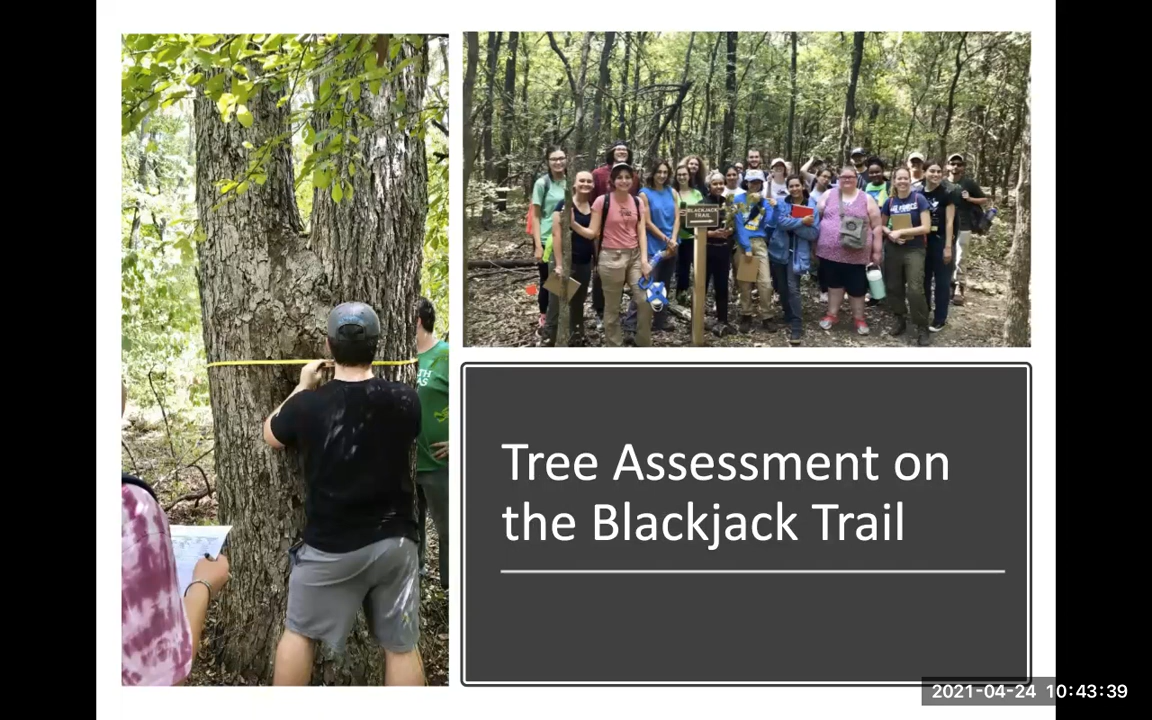 BLACKJACK
TRAIL
Tree Assessment on
the Blackjack Trail
2021-04-24 10:43:39